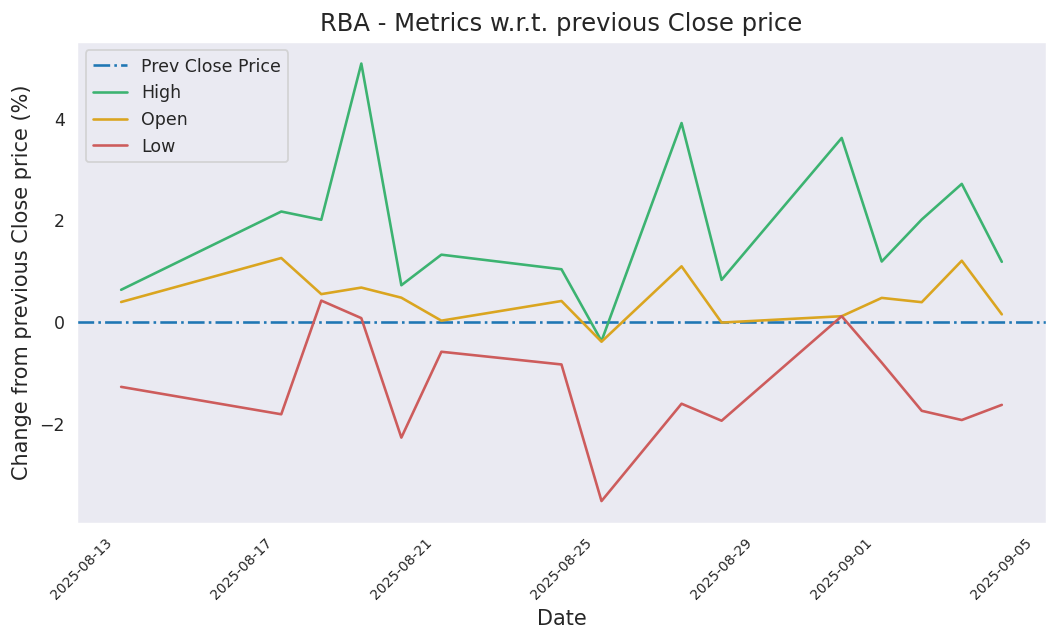 RBA - Metrics w.r.t. previous Close price
Prev Close Price
High
Open
Low
Change from previous Close price (%)
4
2
0
−2
2025-08-13
2025-08-17
2025-08-21
2025-08-25
2025-08-29
2025-09-01
2025-09-05
Date